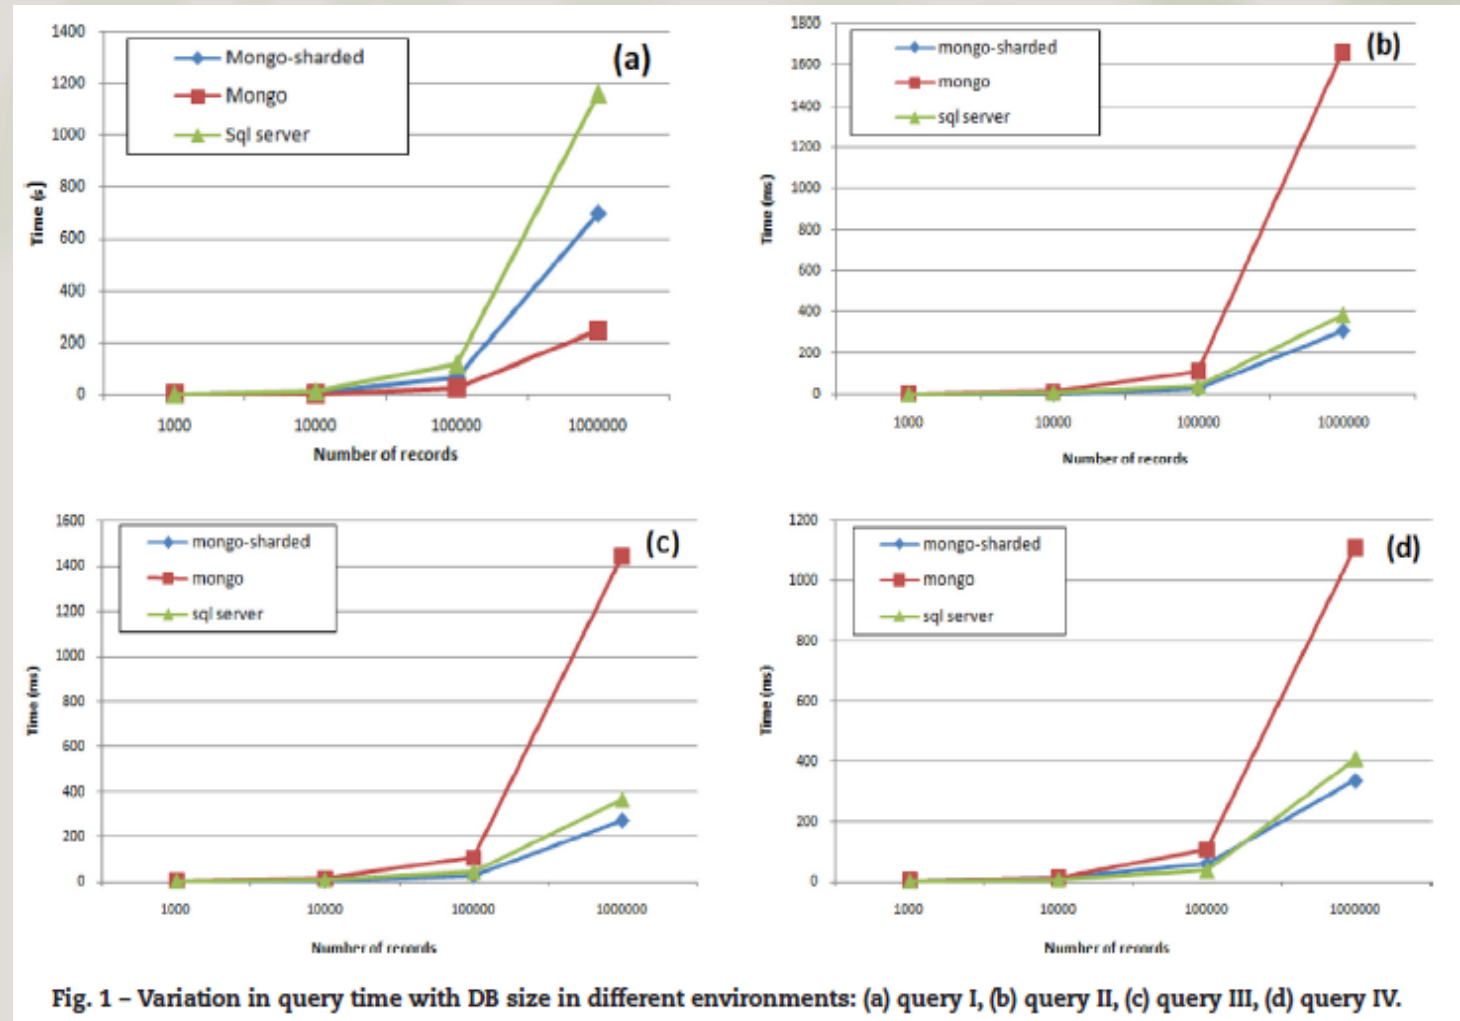 1400
1200
1000
800
600
400
200
0
Time (s)
Mongo-sharded
Mongo
Sql server
(a)
1000 10000 100000 1000000
Number of records
1800
1600
1400
1200
1000
800
600
400
200
0
Time (ms)
mongo-sharded
mongo
sql server
(b)
1000 10000 100000 1000000
Number of records
1600
1400
1200
1000
800
600
400
200
0
Time (ms)
mongo-sharded
mongo
sql server
(c)
1000 10000 100000 1000000
Number of records
1200
1000
800
600
400
200
0
Time (ms)
mongo-sharded
mongo
sql server
(d)
1000 10000 100000 1000000
Number of records
Fig. 1 – Variation in query time with DB size in different environments: (a) query I, (b) query II, (c) query III, (d) query IV.